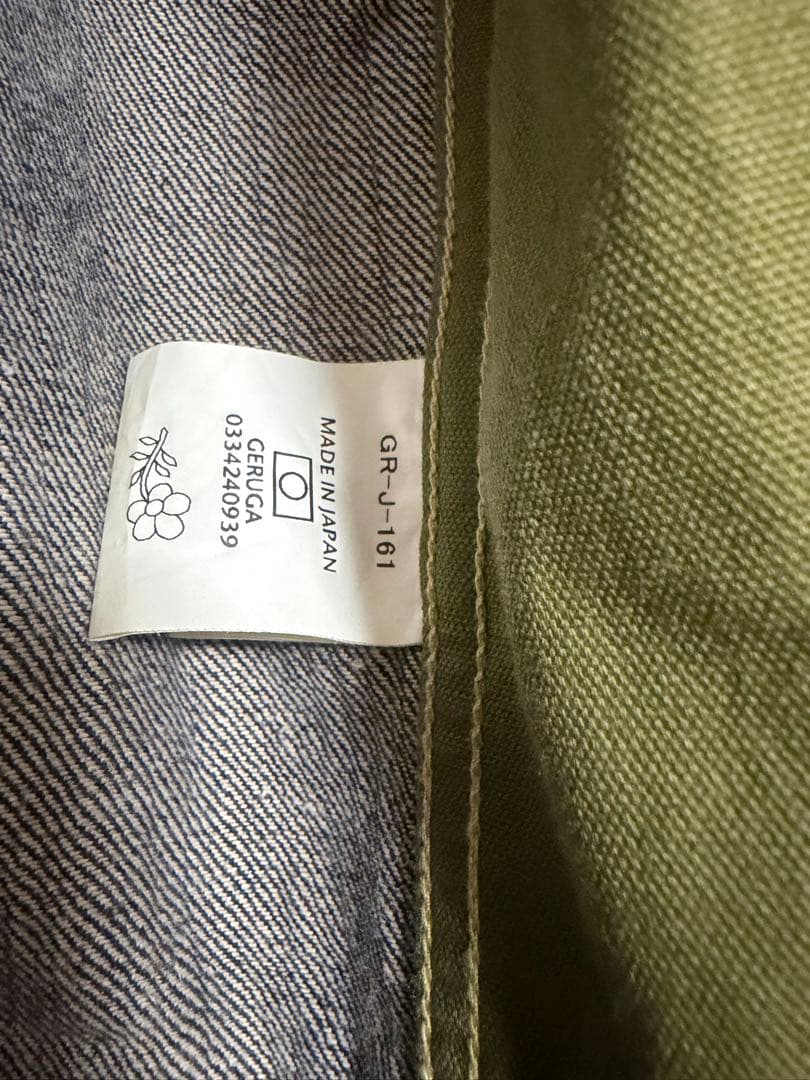 GR-J-161
MADE IN JAPAN
GERUGA
0334240939